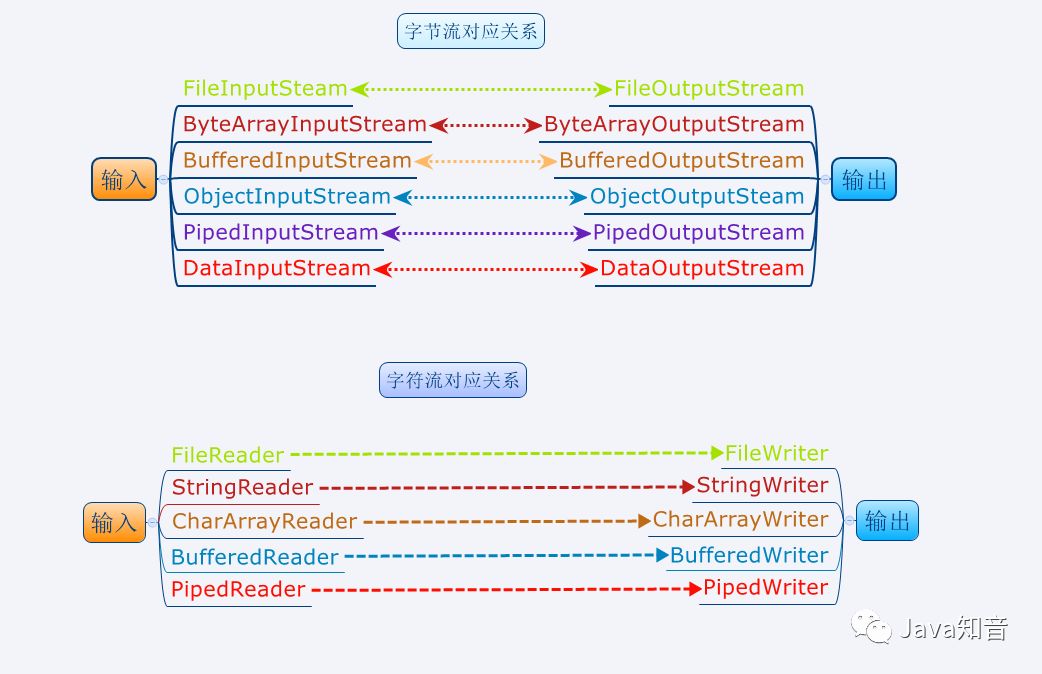 字节流对应关系
FileInputSteam FileOutputStream
ByteArrayInputStream ByteArrayOutputStream
BufferedInputStream BufferedOutputStream
输入 输出
ObjectInputStream ObjectOutputSteam
PipedInputStream PipedOutputStream
DataInputStream DataOutputStream
字符流对应关系
FileReader FileWriter
StringReader StringWriter
输入 CharArrayReader CharArrayWriter 输出
BufferedReader BufferedWriter
PipedReader PipedWriter
Java知音